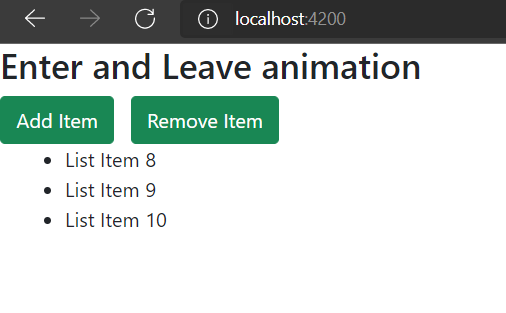 localhost:4200
Enter and Leave animation
Add Item Remove Item
List Item 8
List Item 9
List Item 10